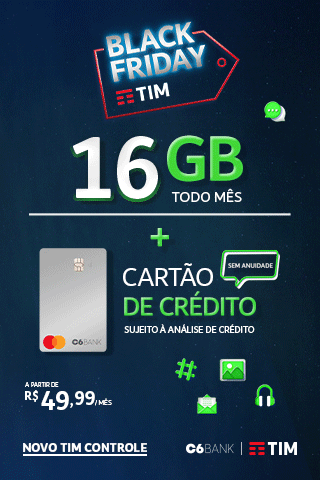 BLACK
FRIDAY
TIM
16 GB
TODO MÊS
+
CARTÃO
SEM ANUIDADE
DE CRÉDITO
SUJEITO À ANÁLISE DE CRÉDITO
C6BANK
#
A PARTIR DE
R$ 49,99/MÊS
NOVO TIM CONTROLE
C6BANK | TIM